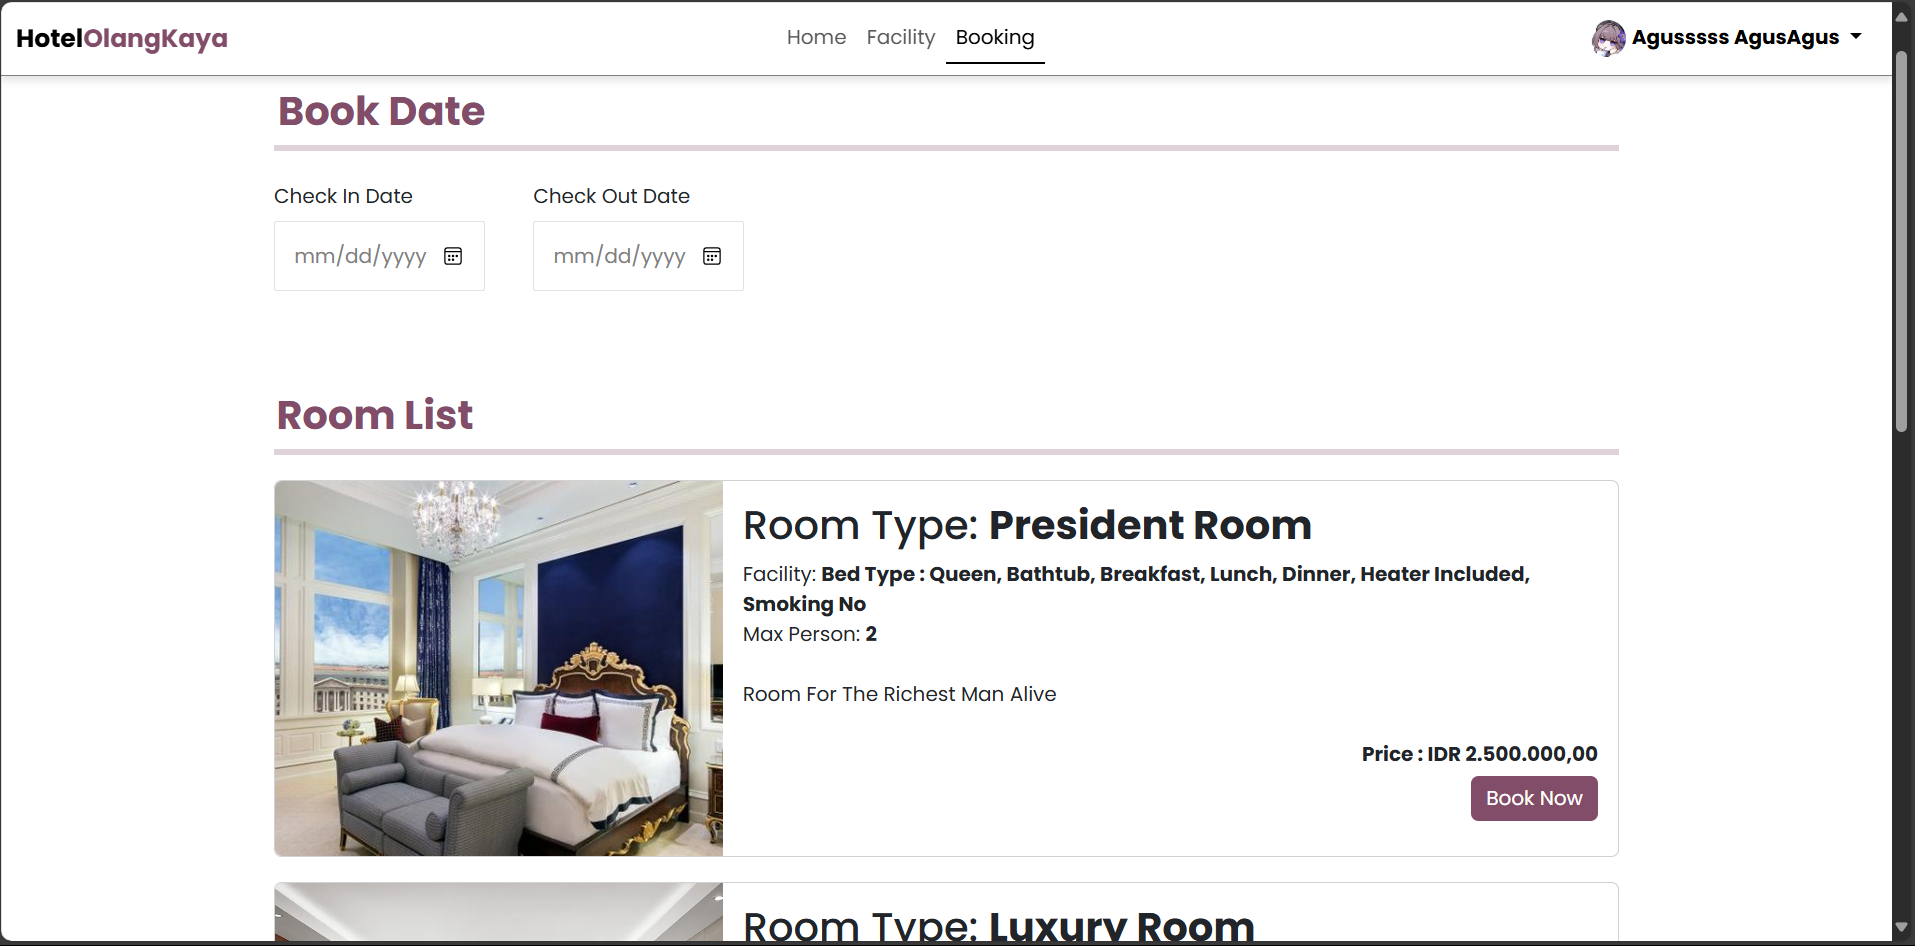 HotelOlangKaya
Home Facility Booking
Agusssss AgusAgus
Book Date
Check In Date Check Out Date
mm/dd/yyyy mm/dd/yyyy
Room List
Room Type: President Room
Facility: Bed Type : Queen, Bathtub, Breakfast, Lunch, Dinner, Heater Included,
Smoking No
Max Person: 2
Room For The Richest Man Alive
Price : IDR 2.500.000,00
Book Now
Room Type: Luxury Room